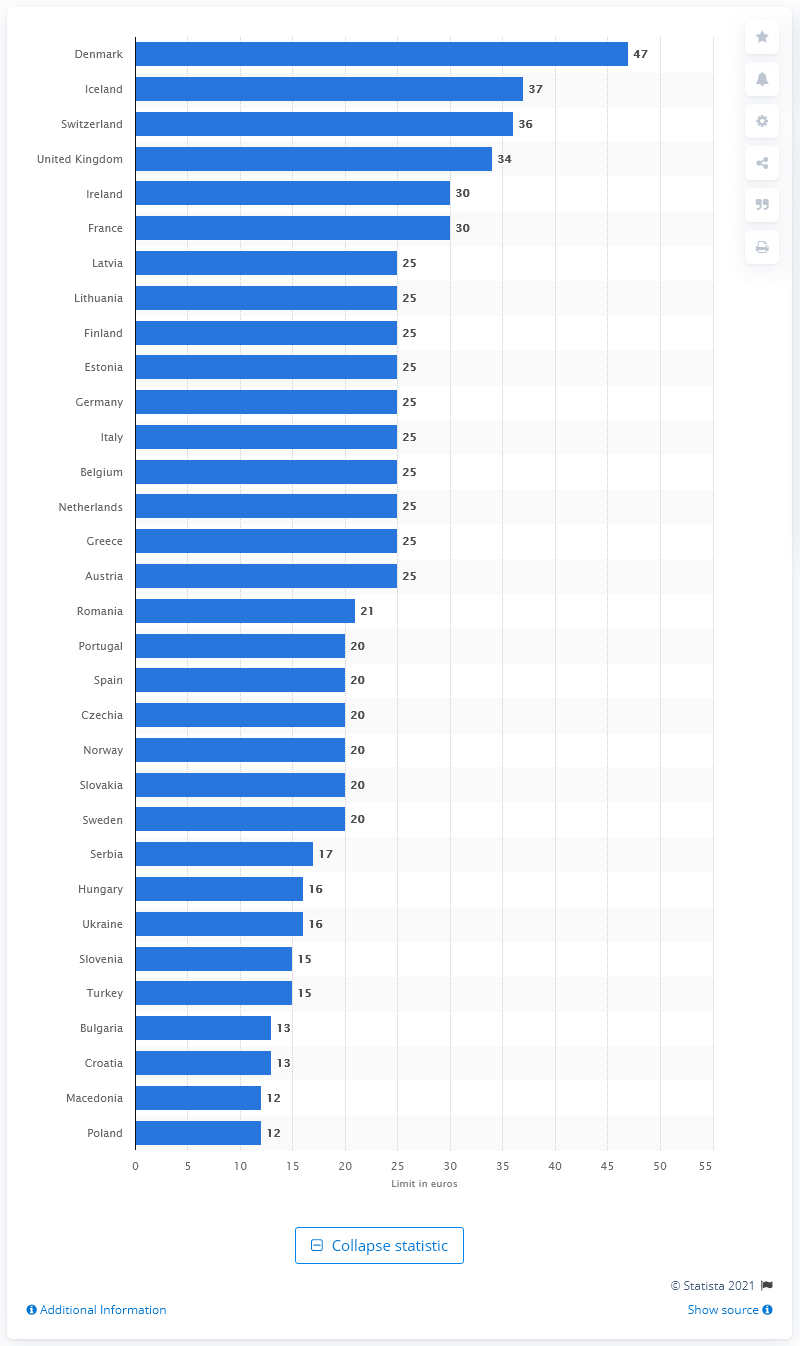 Denmark 47
Iceland 37
Switzerland 36
United Kingdom 34
Ireland 30
France 30
Latvia 25
Lithuania 25
Finland 25
Estonia 25
Germany 25
Italy 25
Belgium 25
Netherlands 25
Greece 25
Austria 25
Romania 21
Portugal 20
Spain 20
Czechia 20
Norway 20
Slovakia 20
Sweden 20
Serbia 17
Hungary 16
Ukraine 16
Slovenia 15
Turkey 15
Bulgaria 13
Croatia 13
Macedonia 12
Poland 12
0 5 10 15 20 25 30 35 40 45 50 55
Limit in euros
Collapse statistic
© Statista 2021
Additional Information Show source